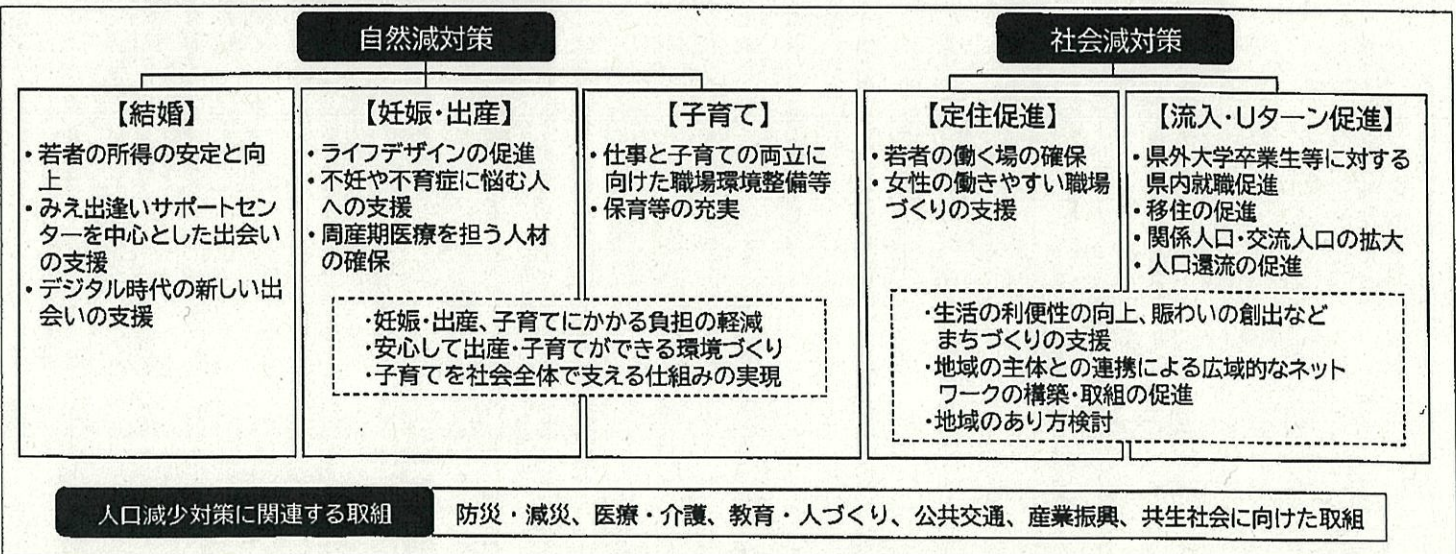 自然減対策
社会減対策
【結婚】
・若者の所得の安定と向
上
・みえ出逢いサポートセン
ターを中心とした出会い
の支援
・デジタル時代の新しい出
会いの支援
【妊娠・出産】
・ライフデザインの促進
・不妊や不育症に悩む人
への支援
・周産期医療を担う人材
の確保
【子育て】
・仕事と子育ての両立に
向けた職場環境整備等
・保育等の充実
・妊娠・出産、子育てにかかる負担の軽減
・安心して出産・子育てができる環境づくり
・子育てを社会全体で支える仕組みの実現
【定住促進】
・若者の働く場の確保
・女性の働きやすい職場
づくりの支援
【流入・Uターン促進】
・県外大学卒業生等に対する
県内就職促進
・移住の促進
・関係人口・交流人口の拡大
・人口還流の促進
・生活の利便性の向上、賑わいの創出など
まちづくりの支援
・地域の主体との連携による広域的なネット
ワークの構築・取組の促進
・地域のあり方検討
人口減少対策に関連する取組
防災・減災、医療・介護、教育・人づくり、公共交通、産業振興、共生社会に向けた取組